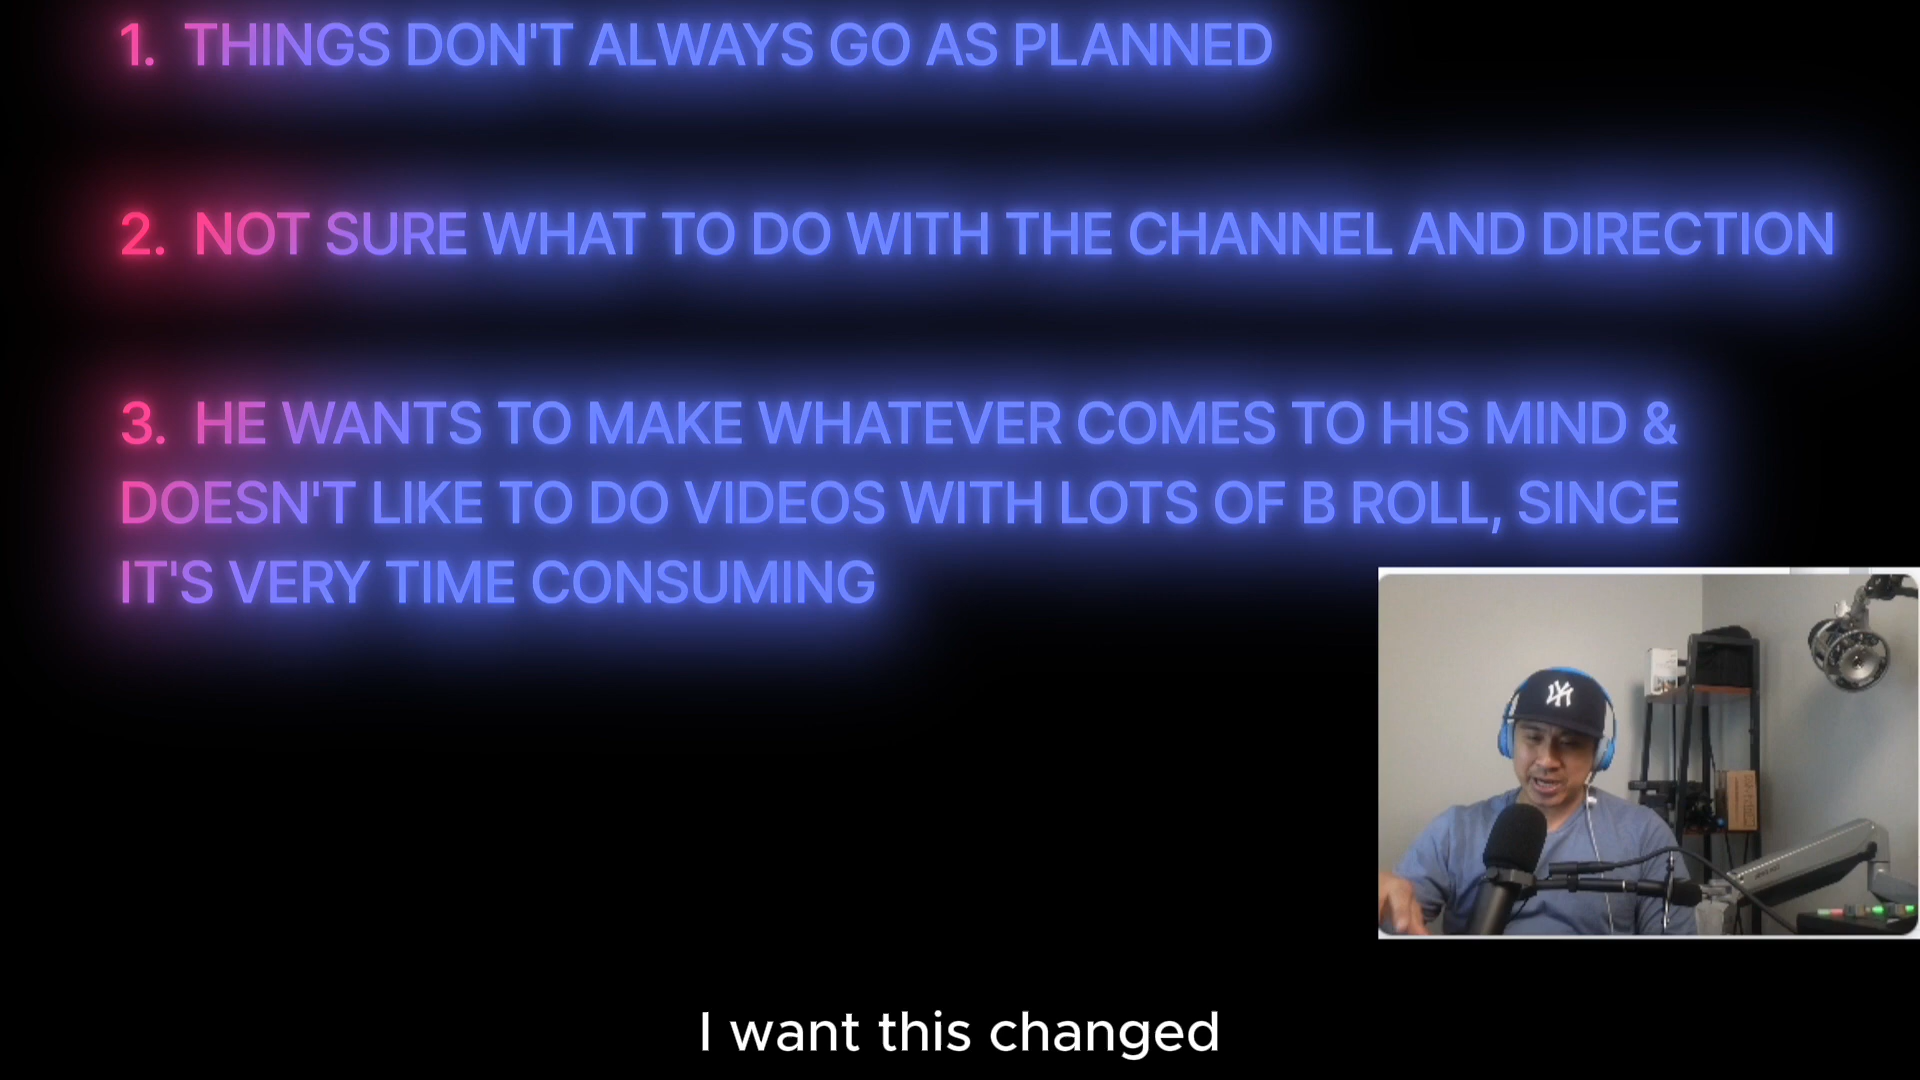 1. THINGS DON'T ALWAYS GO AS PLANNED
2. NOT SURE WHAT TO DO WITH THE CHANNEL AND DIRECTION
3. HE WANTS TO MAKE WHATEVER COMES TO HIS MIND &
DOESN'T LIKE TO DO VIDEOS WITH LOTS OF B ROLL, SINCE
IT'S VERY TIME CONSUMING
NY
I want this changed